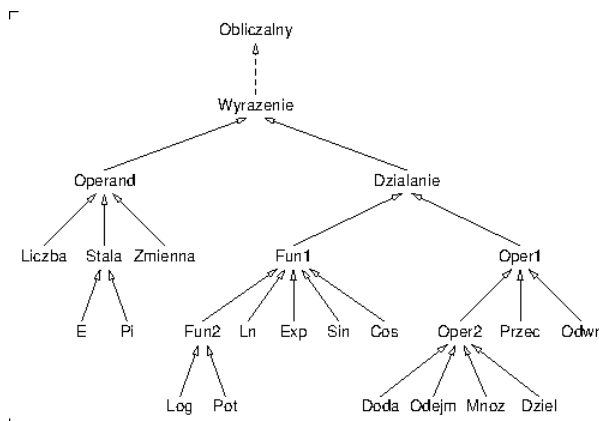 Obliczalny
Wyrazenie
Operand Dzialanie
Liczba Stala Zmienna Fun1 Oper1
E Pi Fun2 Ln Exp Sin Cos Oper2 Przec Odwr
Log Pot Doda Odejm Mnoz Dziel